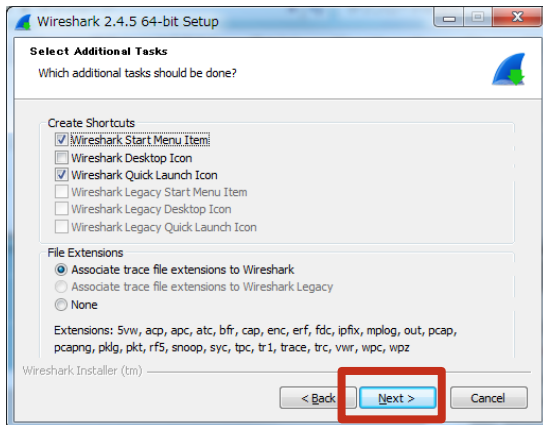 Wireshark 2.4.5 64-bit Setup
Select Additional Tasks
Which additional tasks should be done?
Create Shortcuts
Wireshark Start Menu Item
Wireshark Desktop Icon
Wireshark Quick Launch Icon
Wireshark Legacy Start Menu Item
Wireshark Legacy Desktop Icon
Wireshark Legacy Quick Launch Icon
File Extensions
Associate trace file extensions to Wireshark
Associate trace file extensions to Wireshark Legacy
None
Extensions: 5vw, acp, apc, atc, bfr, cap, enc, erf, fdc, ipfix, mplog, out, pcap,
pcapng, pklg, pkt, rf5, snoop, syc, tpc, tr1, trace, trc, vwr, wpc, wpz
Wireshark Installer (tm)
< Back Next > Cancel